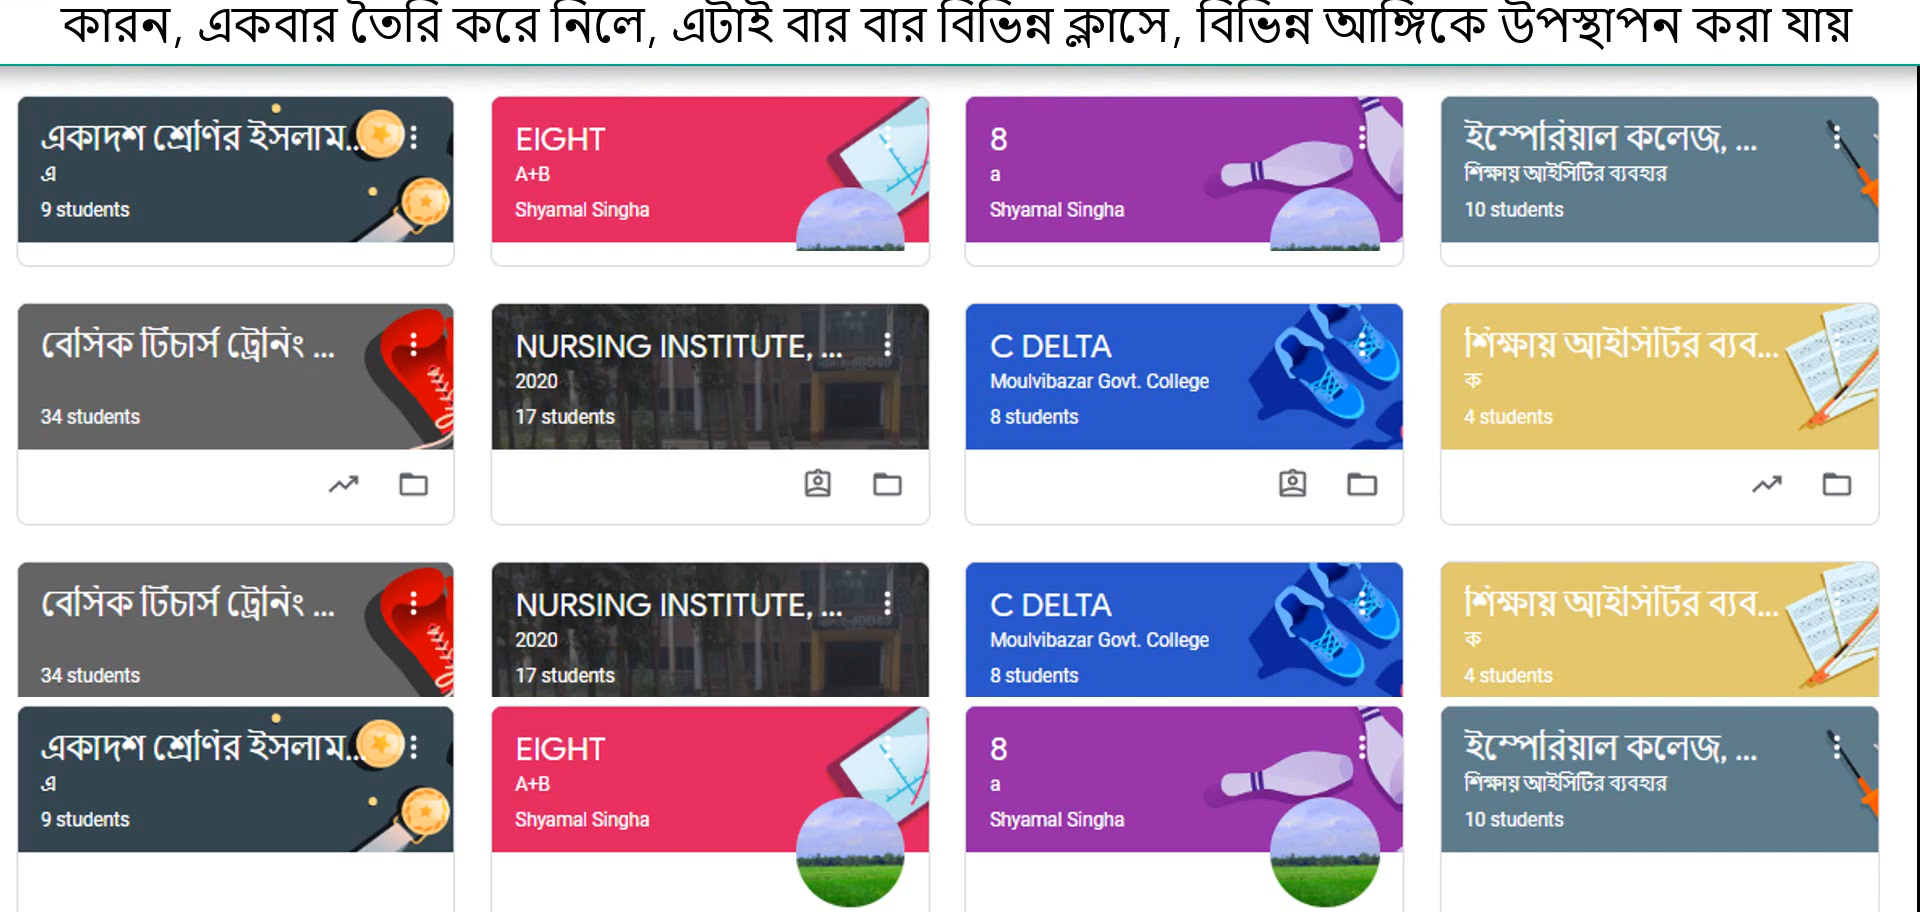 কারন, একবার তৈরি করে নিলে, এটাই বার বার বিভিন্ন ক্লাসে, বিভিন্ন আঙ্গিকে উপস্থাপন করা যায়
একাদশ শ্রেণির ইসলাম...
এ
9 students
EIGHT
A+B
Shyamal Singha
8
a
Shyamal Singha
ইম্পেরিয়াল কলেজ, ...
শিক্ষায় আইসিটির ব্যবহার
10 students
বেসিক টিচার্স ট্রেনিং ...
34 students
NURSING INSTITUTE, ...
2020
17 students
C DELTA
Moulvibazar Govt. College
8 students
শিক্ষায় আইসিটির ব্যব...
ক
4 students
বেসিক টিচার্স ট্রেনিং ...
34 students
NURSING INSTITUTE, ...
2020
17 students
C DELTA
Moulvibazar Govt. College
8 students
শিক্ষায় আইসিটির ব্যব...
ক
4 students
একাদশ শ্রেণির ইসলাম...
এ
9 students
EIGHT
A+B
Shyamal Singha
8
a
Shyamal Singha
ইম্পেরিয়াল কলেজ, ...
শিক্ষায় আইসিটির ব্যবহার
10 students